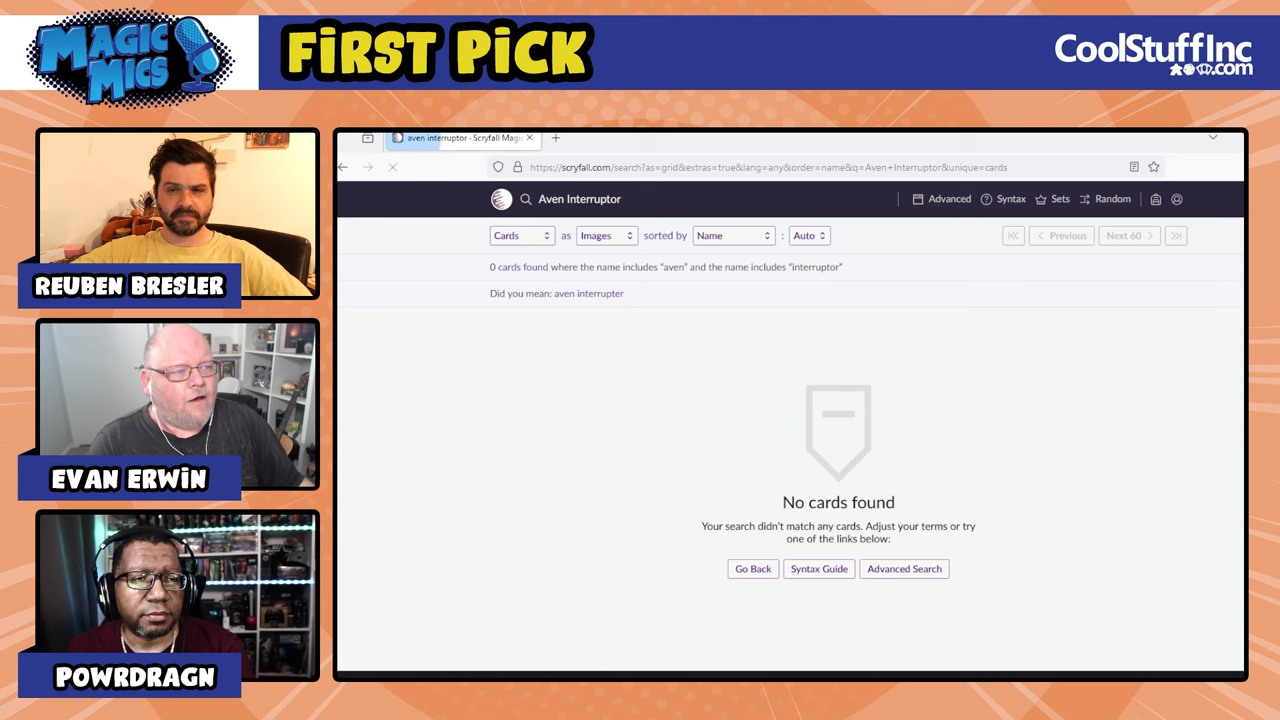 MAGIC MICS
FiRST PiCK
CoolStuffInc
.com
REUBEN BRESLER
EVAN ERWiN
POWRDRAGN
aven interruptor · Scryfall Magi
https://scryfall.com/search?as=grid&extras=true&lang=any&order=name&q=Aven+Interruptor&unique=cards
Aven Interruptor
Advanced Syntax Sets Random
Cards as Images sorted by Name : Auto Previous Next 60
0 cards found where the name includes “aven” and the name includes “interruptor”
Did you mean: aven interrupter
No cards found
Your search didn’t match any cards. Adjust your terms or try
one of the links below:
Go Back Syntax Guide Advanced Search